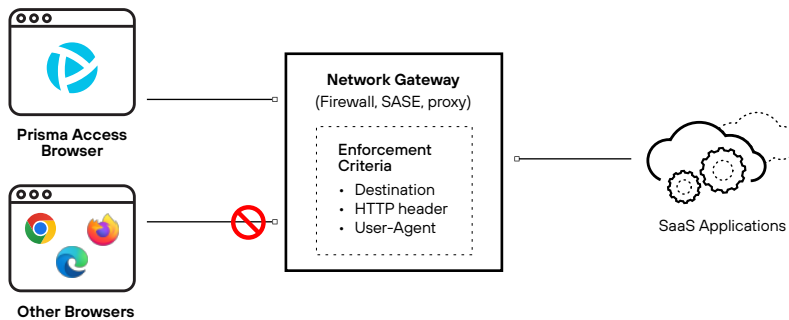 Prisma Access
Browser
Other Browsers
Network Gateway
(Firewall, SASE, proxy)
Enforcement
Criteria
• Destination
• HTTP header
• User-Agent
SaaS Applications